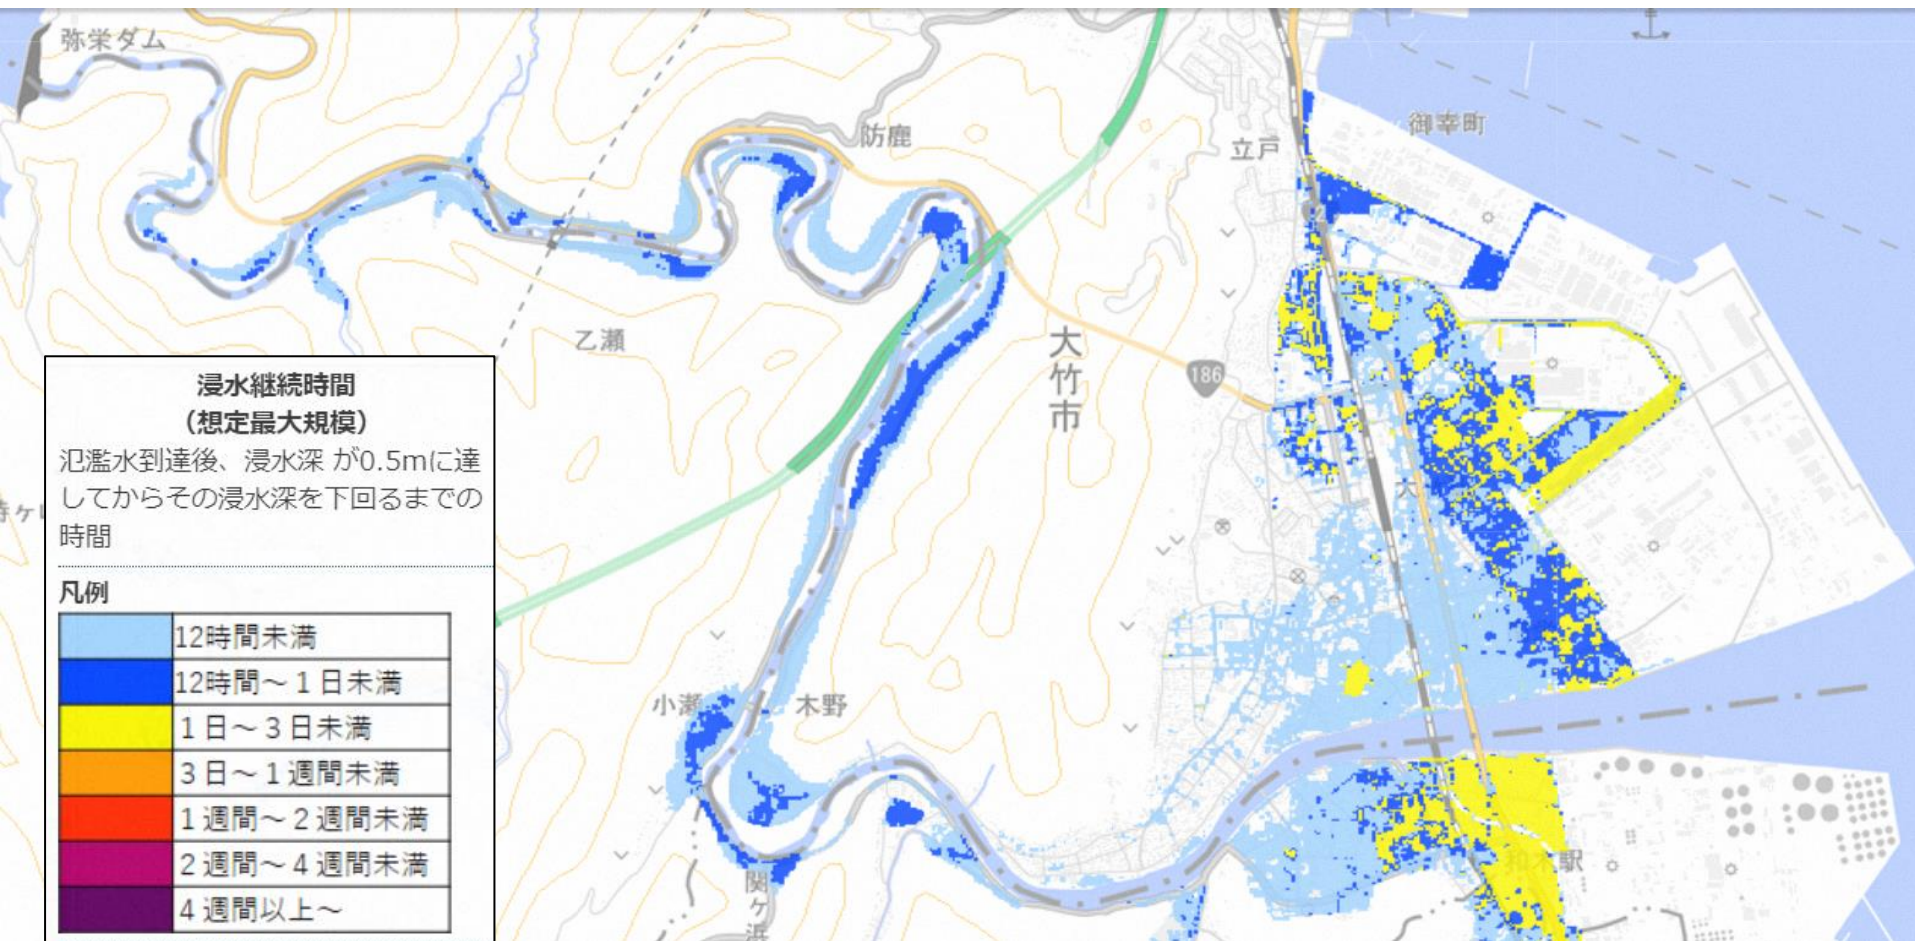 弥栄ダム
御幸町
防鹿
立戸
乙瀬
大竹市
186
浸水継続時間
（想定最大規模）
氾濫水到達後、浸水深 が0.5mに達
してからその浸水深を下回るまでの
時間
凡例
12時間未満
12時間～１日未満
１日～３日未満
３日～１週間未満
１週間～２週間未満
２週間～４週間未満
４週間以上～
小瀬
木野
関ヶ浜
和木駅
大